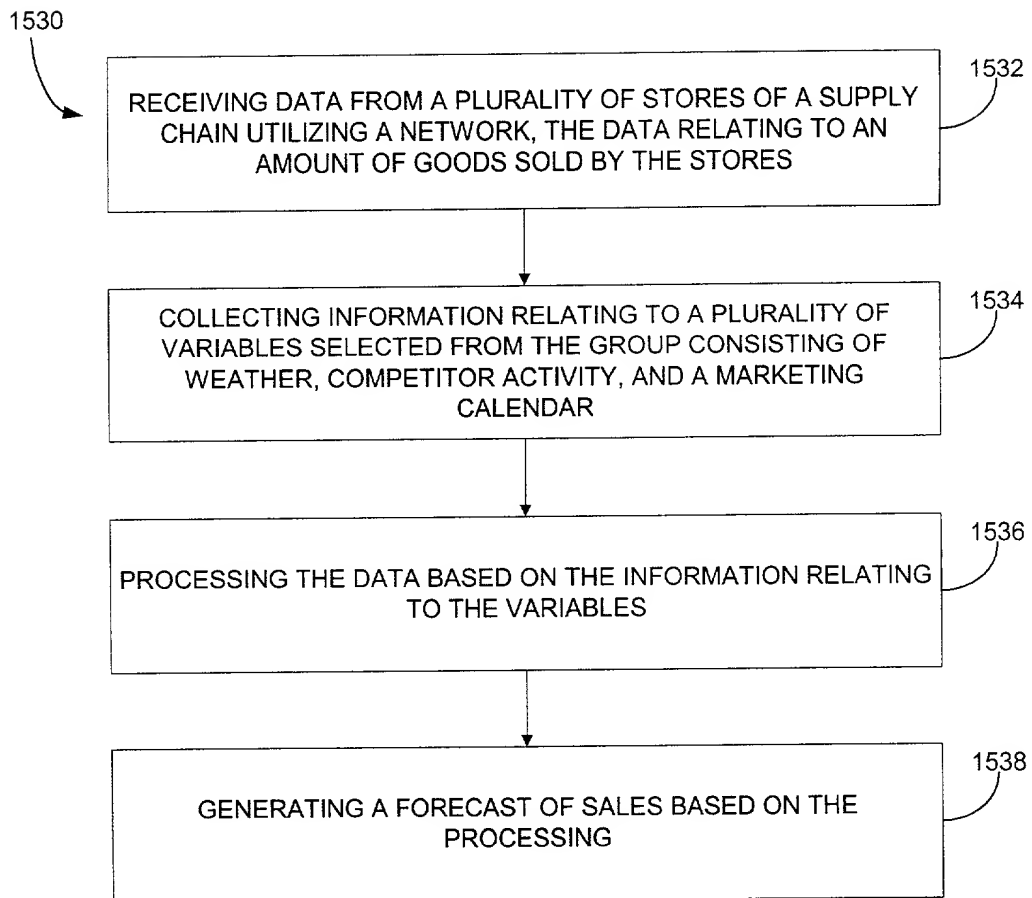 1530
1532
RECEIVING DATA FROM A PLURALITY OF STORES OF A SUPPLY
CHAIN UTILIZING A NETWORK, THE DATA RELATING TO AN
AMOUNT OF GOODS SOLD BY THE STORES
1534
COLLECTING INFORMATION RELATING TO A PLURALITY OF
VARIABLES SELECTED FROM THE GROUP CONSISTING OF
WEATHER, COMPETITOR ACTIVITY, AND A MARKETING
CALENDAR
1536
PROCESSING THE DATA BASED ON THE INFORMATION RELATING
TO THE VARIABLES
1538
GENERATING A FORECAST OF SALES BASED ON THE
PROCESSING